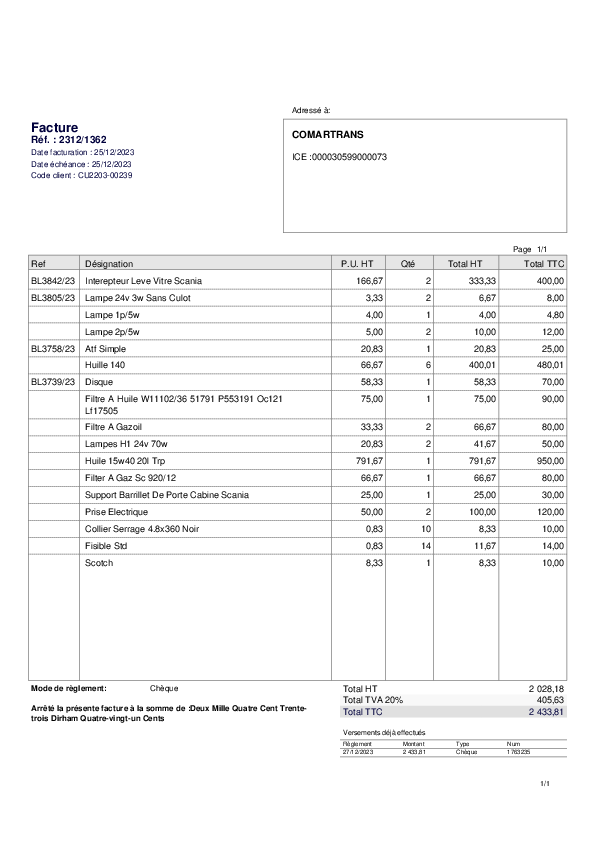 Adressé à:
Facture
Réf. : 2312/1362
Date facturation : 25/12/2023
Date échéance : 25/12/2023
Code client : CU2203-00239
COMARTRANS
ICE :000030599000073
Page 1/1
Ref Désignation P.U. HT Qté Total HT Total TTC
BL3842/23 Interepteur Leve Vitre Scania 166,67 2 333,33 400,00
BL3805/23 Lampe 24v 3w Sans Culot 3,33 2 6,67 8,00
Lampe 1p/5w 4,00 1 4,00 4,80
Lampe 2p/5w 5,00 2 10,00 12,00
BL3758/23 Atf Simple 20,83 1 20,83 25,00
Huille 140 66,67 6 400,01 480,01
BL3739/23 Disque 58,33 1 58,33 70,00
Filtre A Huile W11102/36 51791 P553191 Oc121 75,00 1 75,00 90,00
Lf17505
Filtre A Gazoil 33,33 2 66,67 80,00
Lampes H1 24v 70w 20,83 2 41,67 50,00
Huile 15w40 20l Trp 791,67 1 791,67 950,00
Filter A Gaz Sc 920/12 66,67 1 66,67 80,00
Support Barrillet De Porte Cabine Scania 25,00 1 25,00 30,00
Prise Electrique 50,00 2 100,00 120,00
Collier Serrage 4.8x360 Noir 0,83 10 8,33 10,00
Fisible Std 0,83 14 11,67 14,00
Scotch 8,33 1 8,33 10,00
Mode de règlement: Chèque
Arrêté la présente facture à la somme de :Deux Mille Quatre Cent Trente-
trois Dirham Quatre-vingt-un Cents
Total HT 2 028,18
Total TVA 20% 405,63
Total TTC 2 433,81
Versements déjà effectués
Règlement Montant Type Num
27/12/2023 2 433,81 Chèque 1763235
1/1